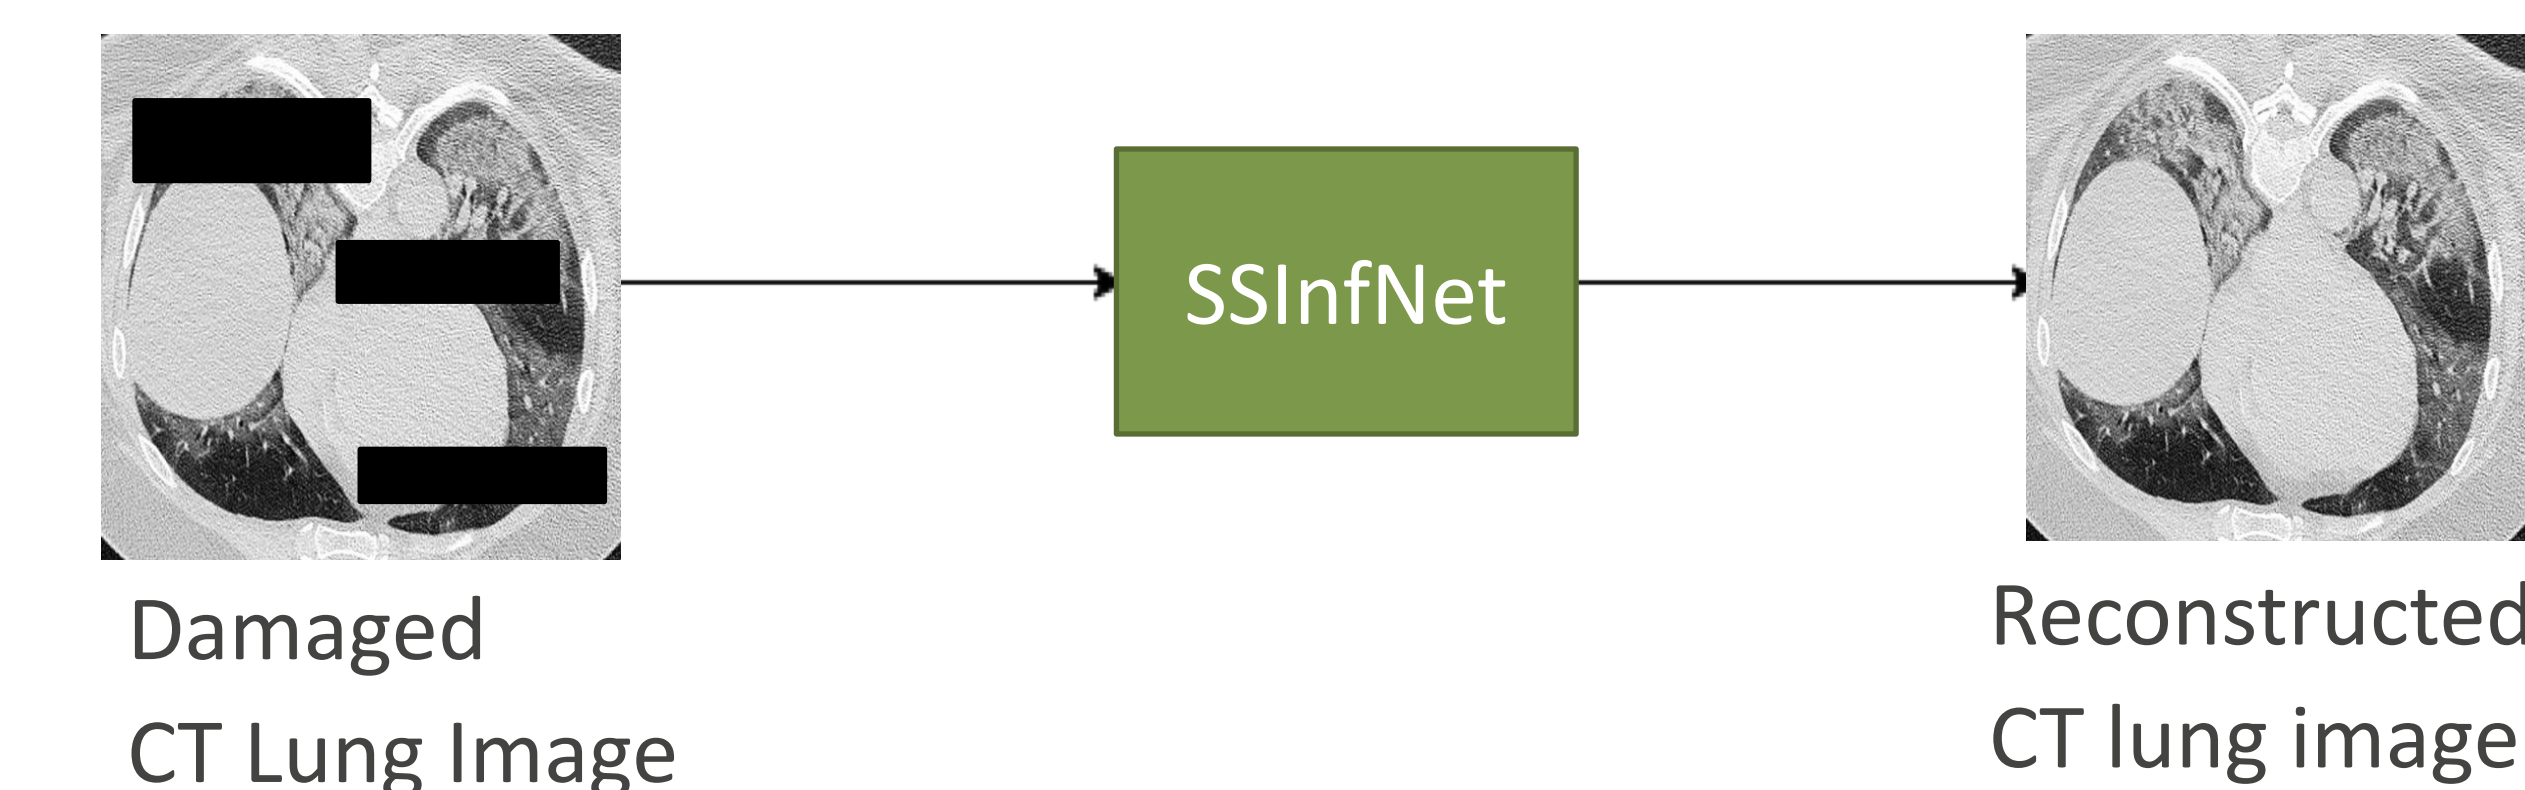 SSInfNet
Damaged
CT Lung Image
Reconstructed
CT lung image